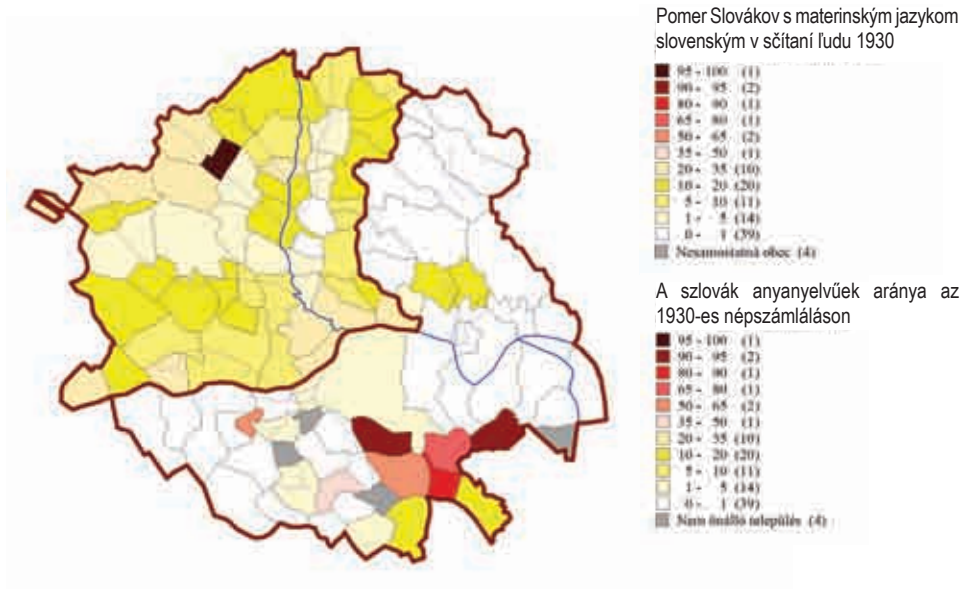 Pomer Slovákov s materinským jazykom
slovenským v sčítaní ľudu 1930
95 - 100 (1)
90 - 95 (2)
80 - 90 (1)
65 - 80 (1)
50 - 65 (2)
35 - 50 (1)
20 - 35 (10)
10 - 20 (20)
5 - 10 (11)
1 - 5 (14)
0 - 1 (39)
Nesamostatná obec (4)
A szlovák anyanyelvűek aránya az
1930-es népszámláláson
95 - 100 (1)
90 - 95 (2)
80 - 90 (1)
65 - 80 (1)
50 - 65 (2)
35 - 50 (1)
20 - 35 (10)
10 - 20 (20)
5 - 10 (11)
1 - 5 (14)
0 - 1 (39)
Nem önálló település (4)